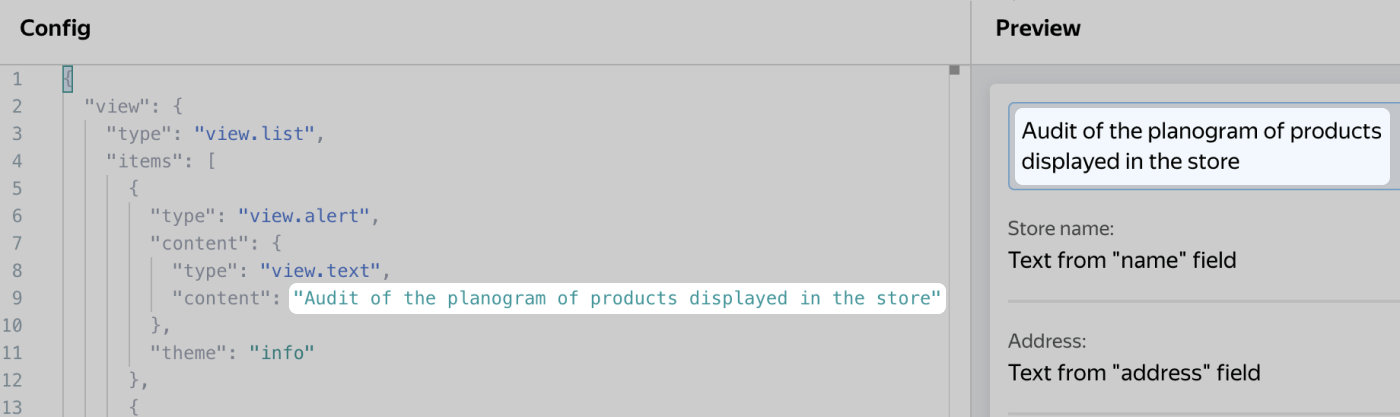 Config
Preview
1 {
2 "view": {
3 "type": "view.list",
4 "items": [
5 {
6 "type": "view.alert",
7 "content": {
8 "type": "view.text",
9 "content": "Audit of the planogram of products displayed in the store"
10 },
11 "theme": "info"
12 },
13 {
Audit of the planogram of products
displayed in the store
Store name:
Text from "name" field
Address:
Text from "address" field